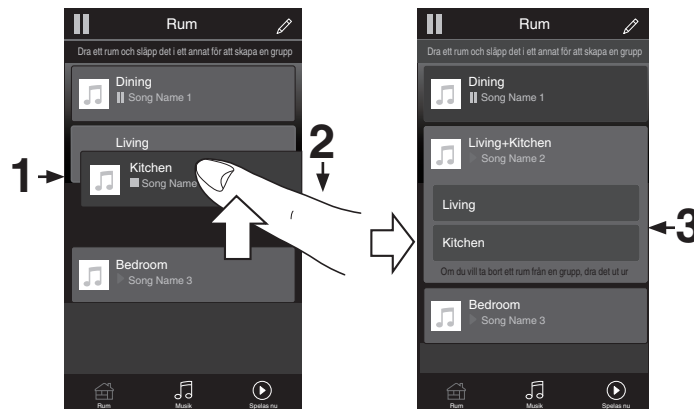 Rum
Dra ett rum och släpp det i ett annat för att skapa en grupp
Dining
Song Name 1
Living
Kitchen
Song Name
Bedroom
Song Name 3
Rum
Musik
Spelas nu
1
2
Rum
Dra ett rum och släpp det i ett annat för att skapa en grupp
Dining
Song Name 1
Living+Kitchen
Song Name 2
Living
Kitchen
Om du vill ta bort ett rum från en grupp, dra det ut ur
Bedroom
Song Name 3
Rum
Musik
Spelas nu
3